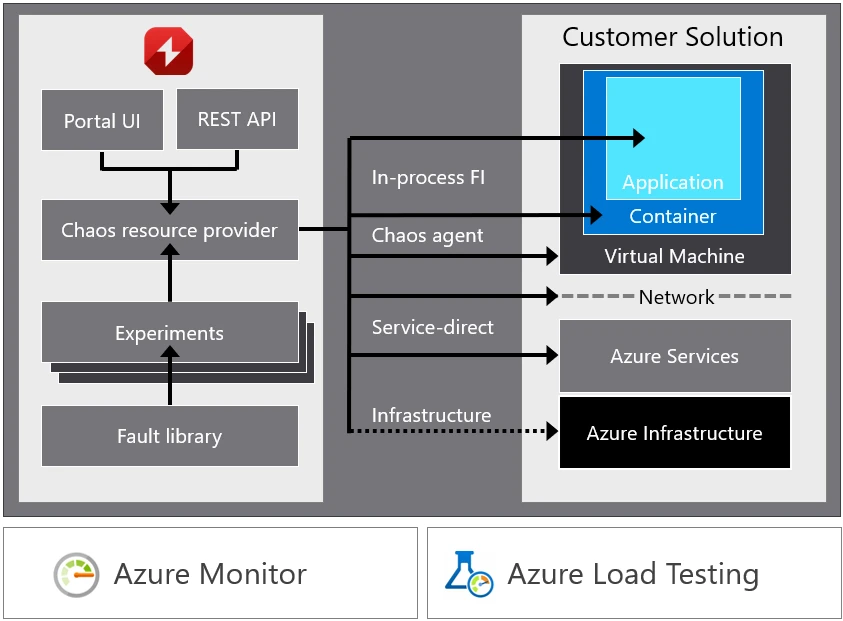 Customer Solution
Portal UI
REST API
In-process FI
Application
Container
Chaos resource provider
Chaos agent
Virtual Machine
Network
Experiments
Service-direct
Azure Services
Infrastructure
Fault library
Azure Infrastructure
Azure Monitor
Azure Load Testing